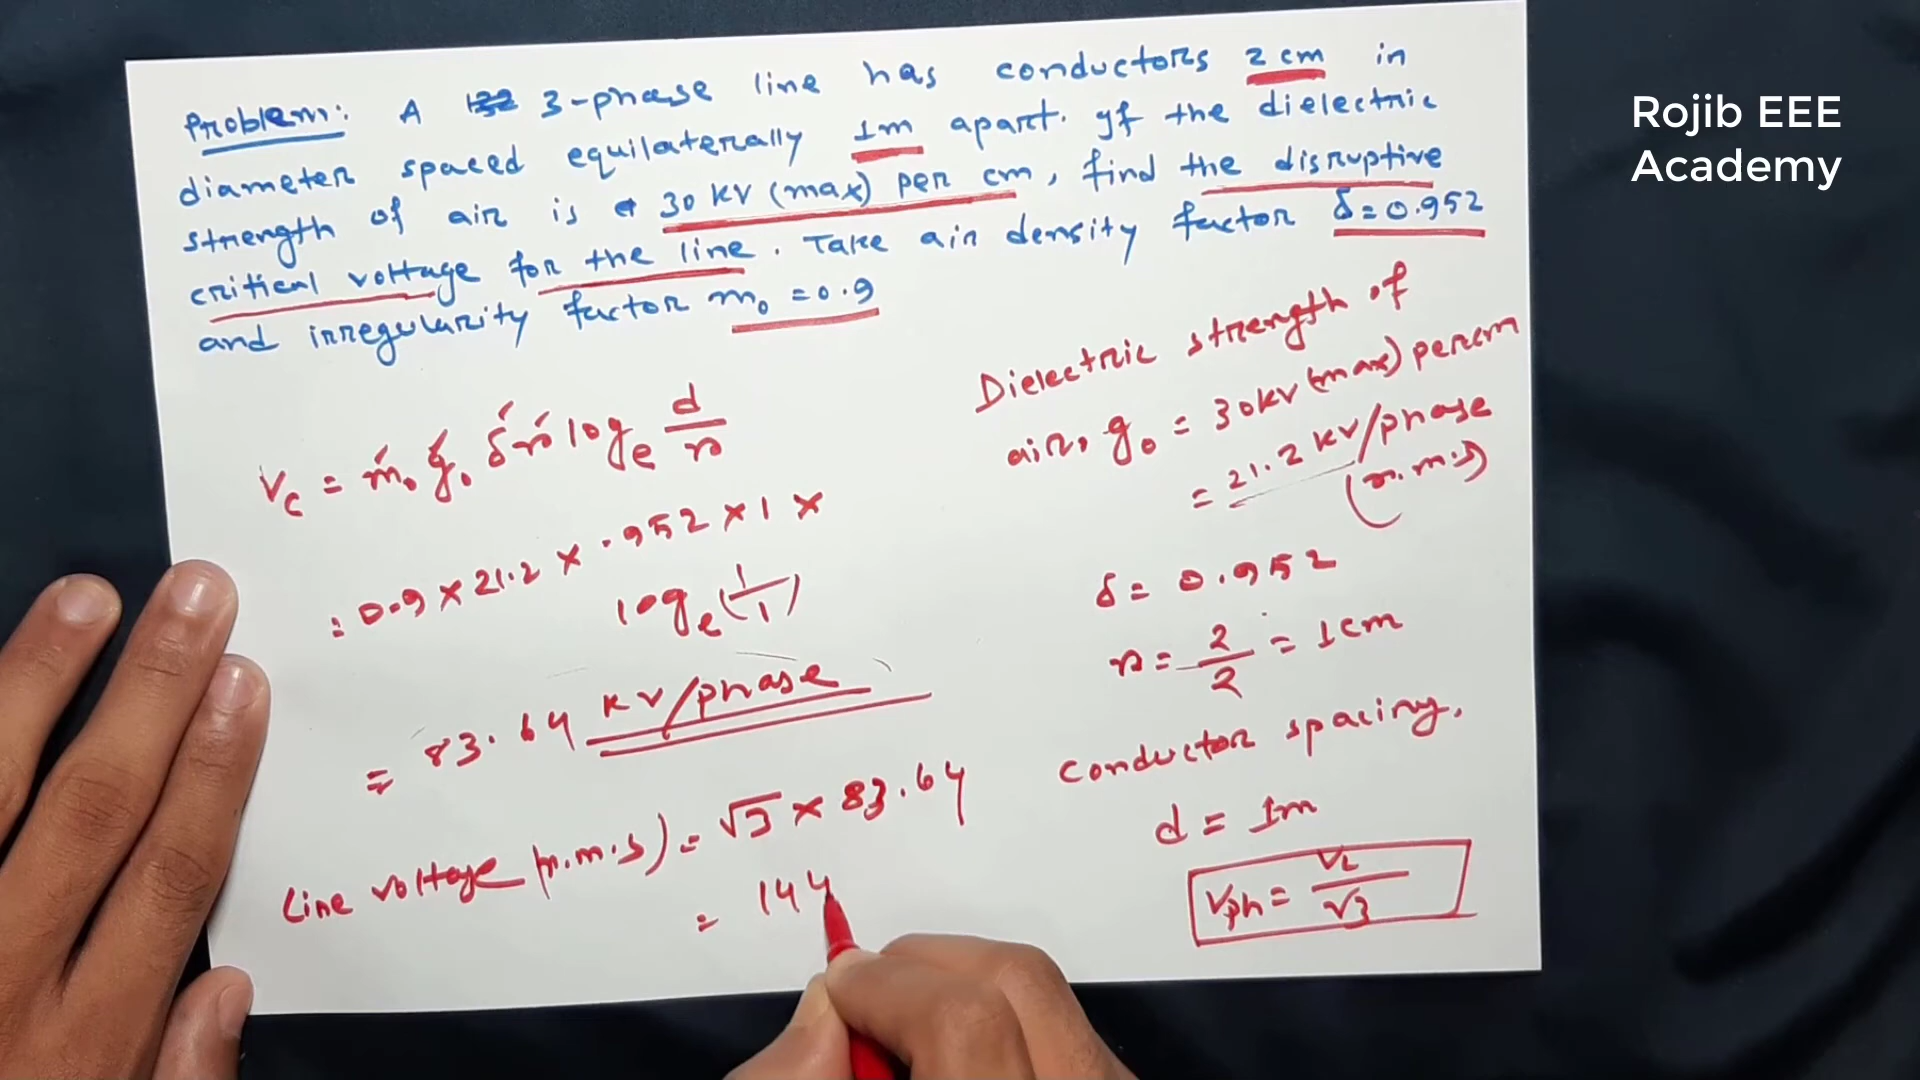 Problem: A 132 3-phase line has conductors 2 cm in
diameter spaced equilaterally 1m apart. If the dielectric
strength of air is 30 kV (max) per cm, find the disruptive
critical voltage for the line. Take air density factor δ=0.952
and irregularity factor m₀ =0.9
Vc = m₀ g₀ δ r logₑ d/r
= 0.9 × 21.2 × .952 × 1 ×
logₑ (1/1)
= 83.64 kV/phase
Line voltage (r.m.s) = √3 × 83.64
= 144
Dielectric strength of
air, g₀ = 30kV (max) per cm
= 21.2 kV/phase
(r.m.s)
δ = 0.952
r = 2/2 = 1cm
Conductor spacing,
d = 1m
Vph = VL/√3
Rojib EEE
Academy